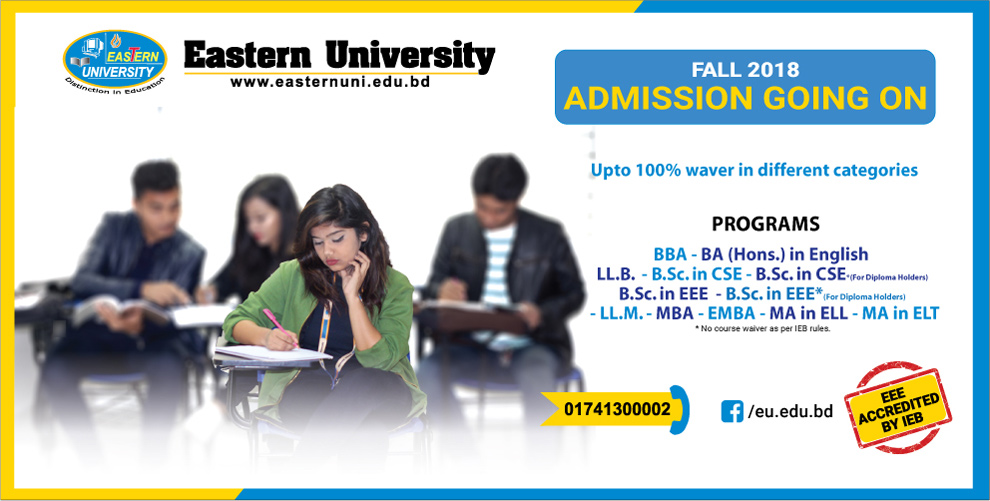 EASTERN
UNIVERSITY
Distinction in Education
Eastern University
www.easternuni.edu.bd
FALL 2018
ADMISSION GOING ON
Upto 100% waver in different categories
PROGRAMS
BBA - BA (Hons.) in English
LL.B. - B.Sc. in CSE - B.Sc. in CSE*(For Diploma Holders)
B.Sc. in EEE - B.Sc. in EEE*(For Diploma Holders)
- LL.M. - MBA - EMBA - MA in ELL - MA in ELT
* No course waiver as per IEB rules.
01741300002
/eu.edu.bd
EEE
ACCREDITED
BY IEB